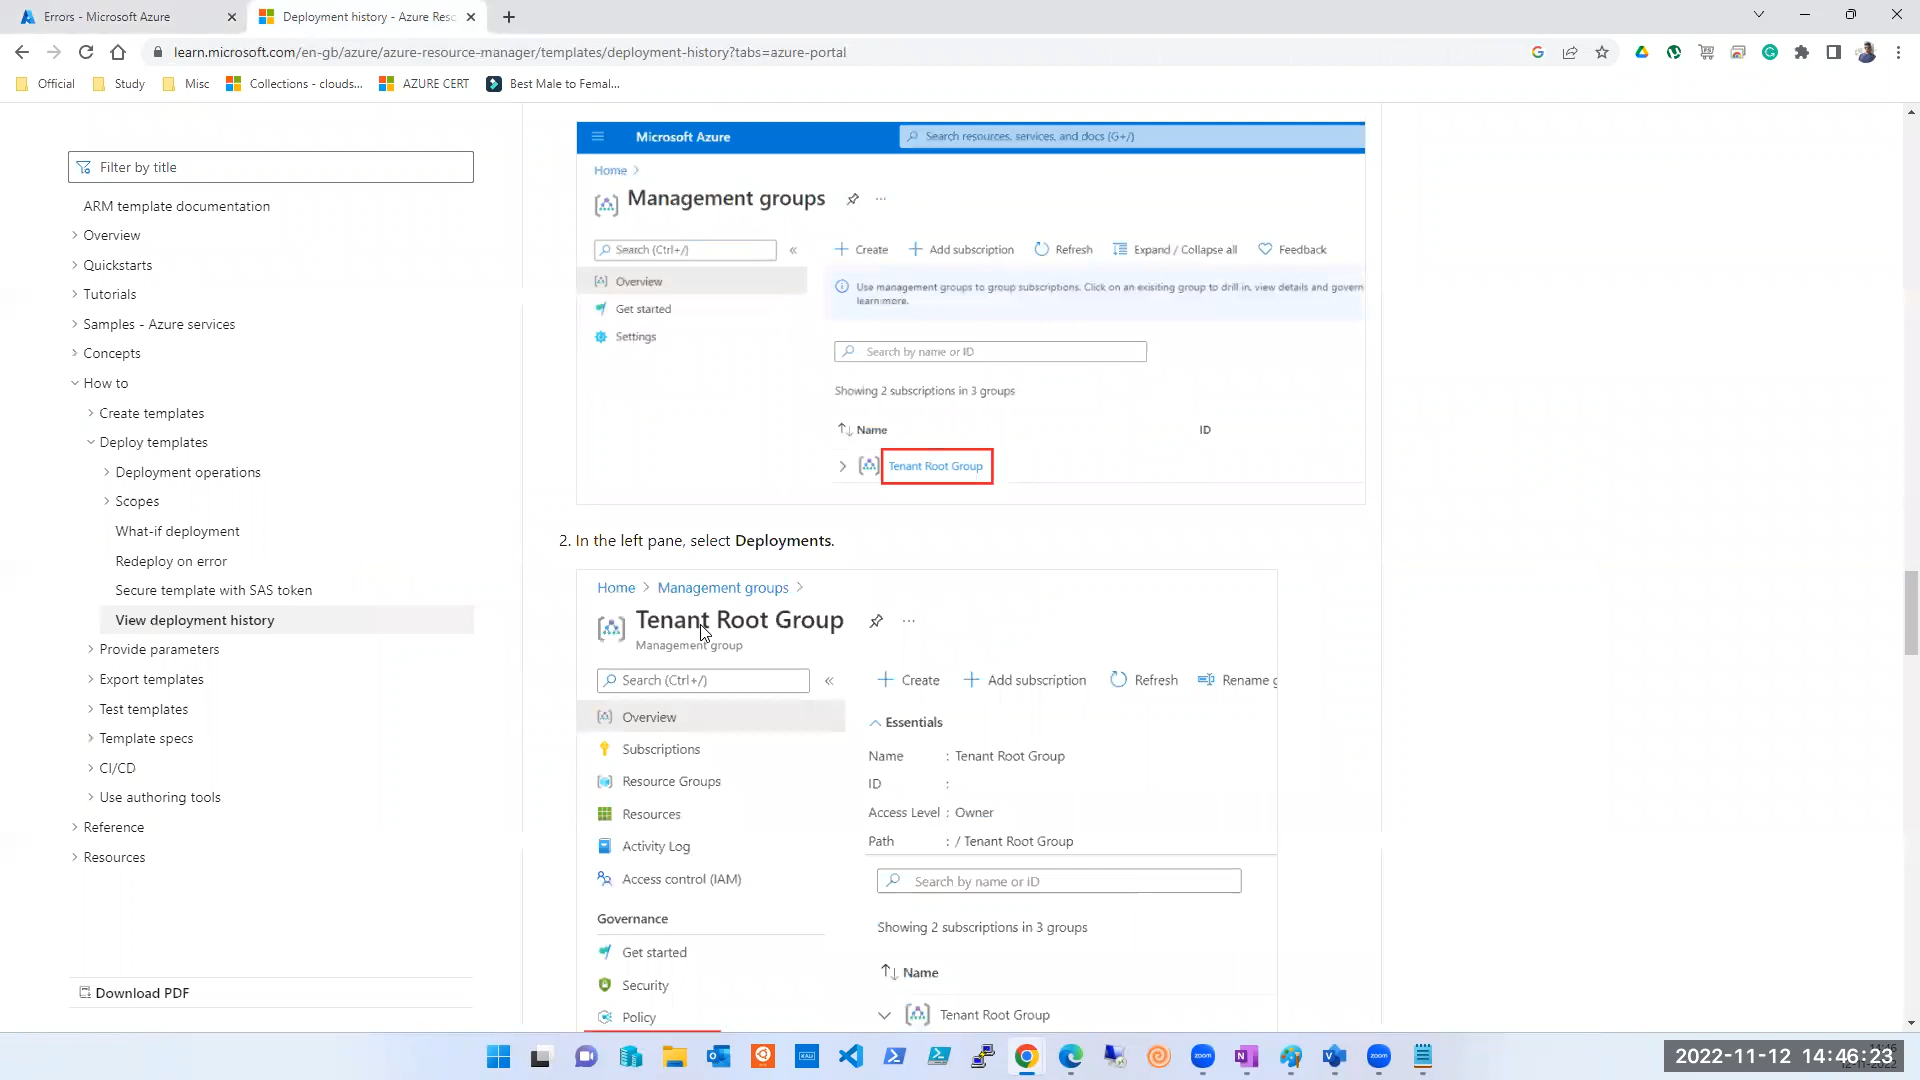 Errors - Microsoft Azure
Deployment history - Azure Resc
learn.microsoft.com/en-gb/azure/azure-resource-manager/templates/deployment-history?tabs=azure-portal
Official
Study
Misc
Collections - clouds...
AZURE CERT
Best Male to Femal...
Filter by title
ARM template documentation
Overview
Quickstarts
Tutorials
Samples - Azure services
Concepts
How to
Create templates
Deploy templates
Deployment operations
Scopes
What-if deployment
Redeploy on error
Secure template with SAS token
View deployment history
Provide parameters
Export templates
Test templates
Template specs
CI/CD
Use authoring tools
Reference
Resources
Download PDF
Microsoft Azure
Search resources, services, and docs (G+/)
Home
Management groups
Search (Ctrl+/)
Create
Add subscription
Refresh
Expand / Collapse all
Feedback
Overview
Get started
Settings
Use management groups to group subscriptions. Click on an exisiting group to drill in, view details and govern
learn more.
Search by name or ID
Showing 2 subscriptions in 3 groups
Name
ID
Tenant Root Group
2. In the left pane, select Deployments.
Home > Management groups >
Tenant Root Group
Management group
Search (Ctrl+/)
Create
Add subscription
Refresh
Rename g
Overview
Subscriptions
Resource Groups
Resources
Activity Log
Access control (IAM)
Governance
Get started
Security
Policy
Essentials
Name : Tenant Root Group
ID :
Access Level : Owner
Path : / Tenant Root Group
Search by name or ID
Showing 2 subscriptions in 3 groups
Name
Tenant Root Group
2022-11-12 14:46:23